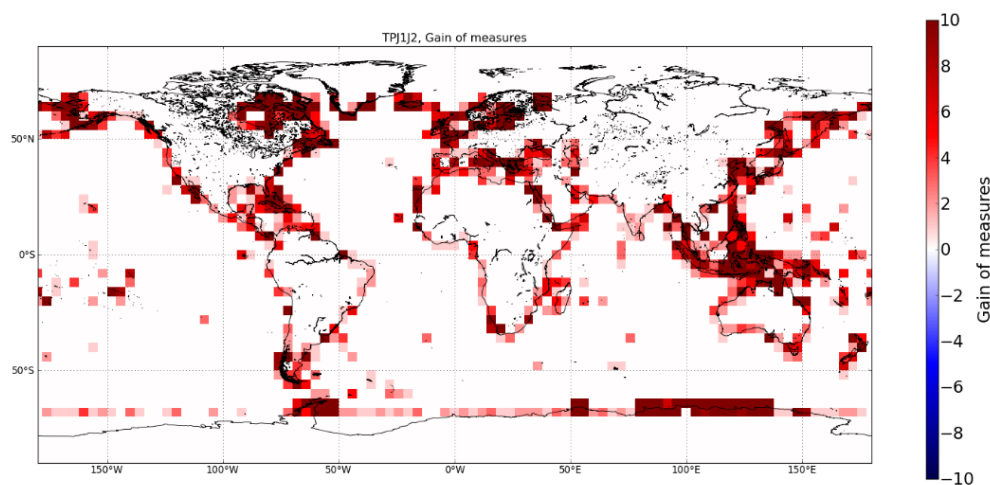 TPJ1J2, Gain of measures
50°N
0°S
50°S
150°W
100°W
50°W
0°W
50°E
100°E
150°E
10
8
6
4
2
0
−2
−4
−6
−8
−10
Gain of measures